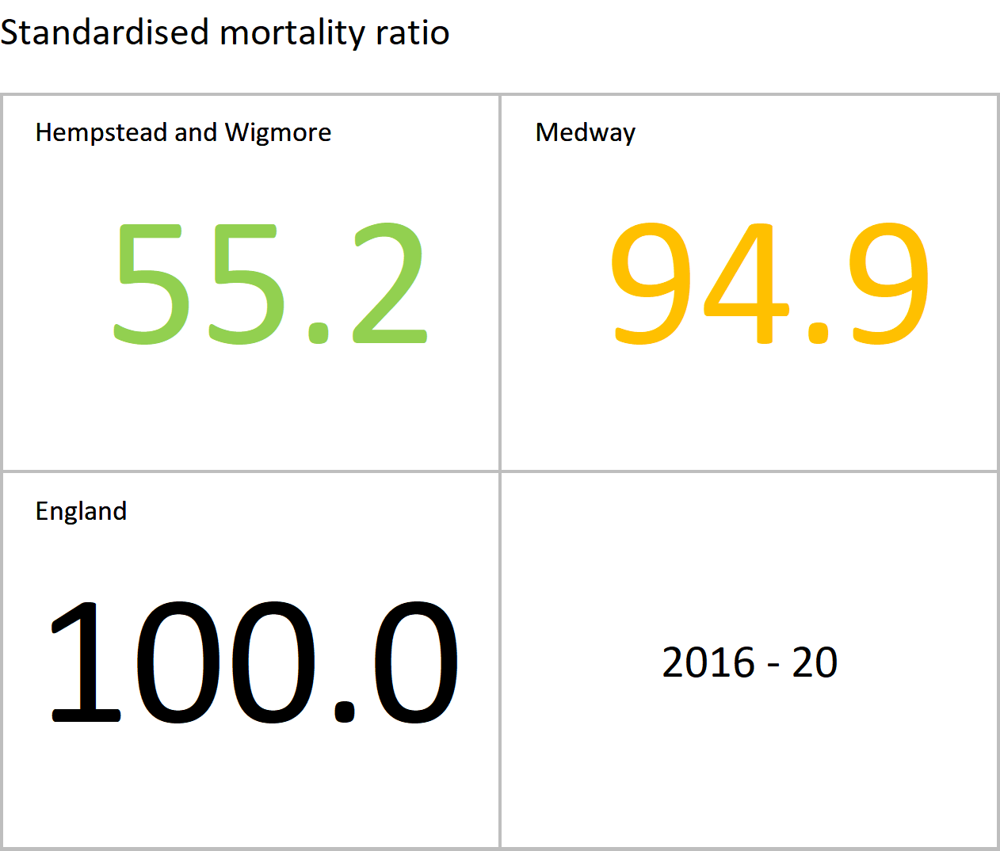 Standardised mortality ratio
Hempstead and Wigmore
55.2
Medway
94.9
England
100.0
2016 - 20